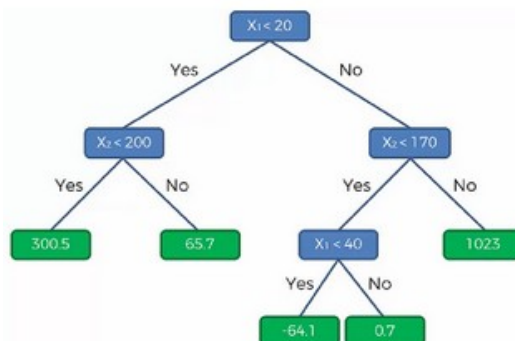 X₁ < 20
Yes
No
X₂ < 200
X₂ < 170
Yes
No
Yes
No
300.5
65.7
X₁ < 40
1023
Yes
No
-64.1
0.7